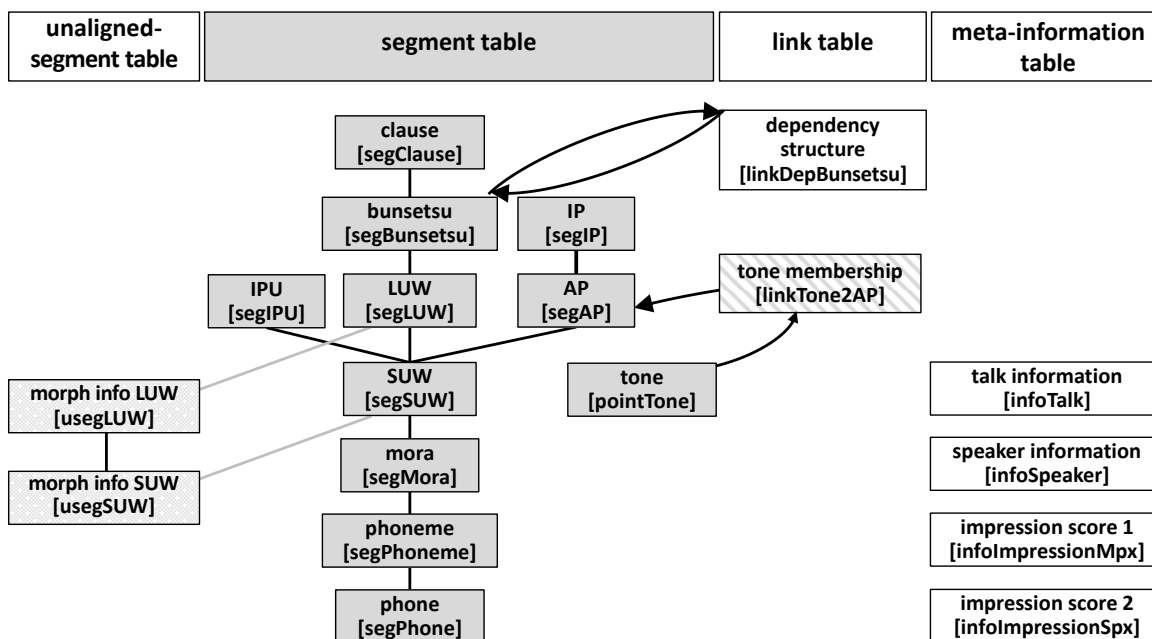 unaligned-
segment table
segment table
link table
meta-information
table
clause
[segClause]
dependency
structure
[linkDepBunsetsu]
bunsetsu
[segBunsetsu]
IP
[segIP]
IPU
[segIPU]
LUW
[segLUW]
AP
[segAP]
tone membership
[linkTone2AP]
SUW
[segSUW]
tone
[pointTone]
talk information
[infoTalk]
morph info LUW
[usegLUW]
mora
[segMora]
speaker information
[infoSpeaker]
morph info SUW
[usegSUW]
phoneme
[segPhoneme]
impression score 1
[infoImpressionMpx]
phone
[segPhone]
impression score 2
[infoImpressionSpx]